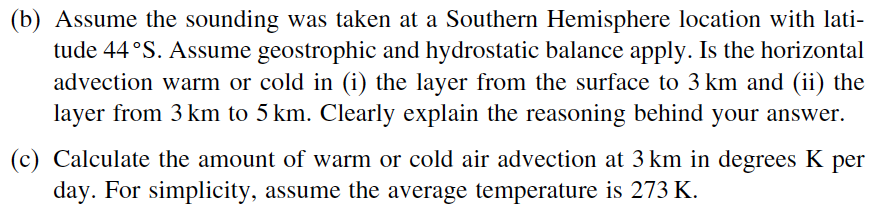 (b) Assume the sounding was taken at a Southern Hemisphere location with lati-
tude 44 °S. Assume geostrophic and hydrostatic balance apply. Is the horizontal
advection warm or cold in (i) the layer from the surface to 3 km and (ii) the
layer from 3 km to 5 km. Clearly explain the reasoning behind your answer.
(c) Calculate the amount of warm or cold air advection at 3 km in degrees K per
day. For simplicity, assume the average temperature is 273 K.